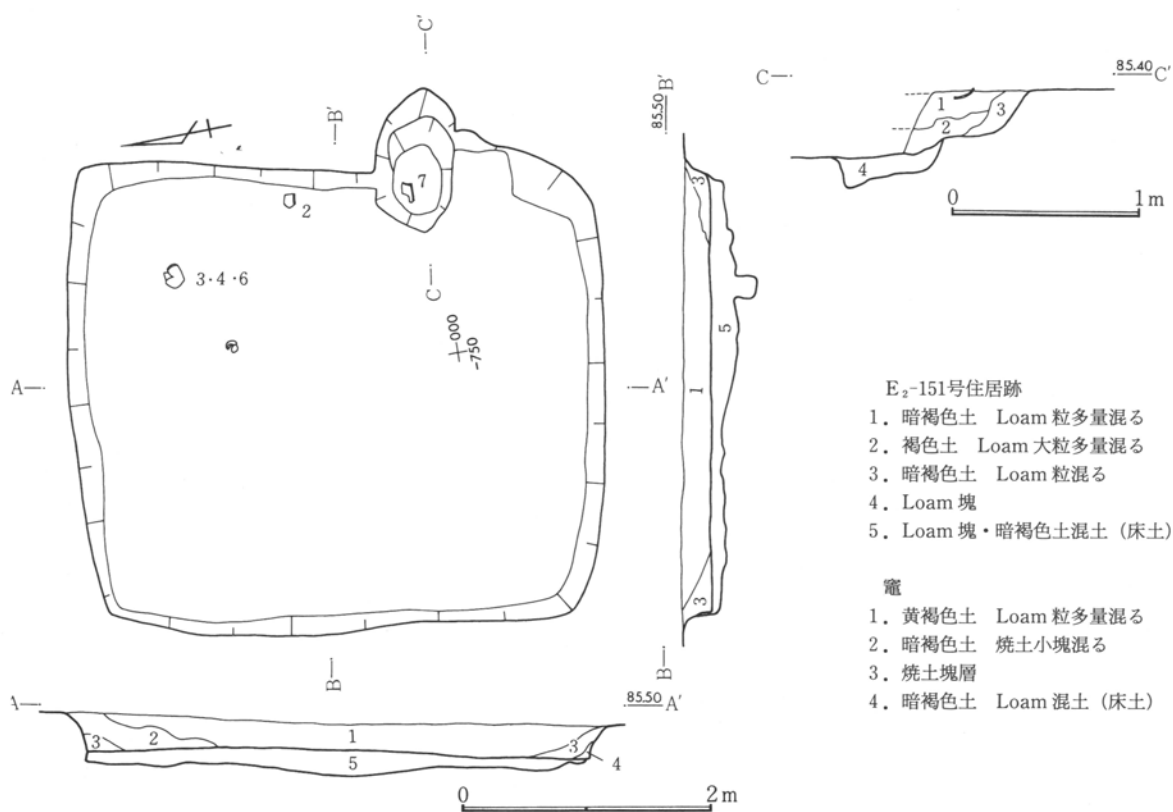 C'
B'
7
2
3・4・6
C
000
-750
A
A'
B
A
85.50 A'
3
2
1
3
4
5
0
2m
85.50 B'
3
1
5
3
B
C
85.40 C'
1
2
3
4
0
1m
E₂-151号住居跡
1. 暗褐色土 Loam 粒多量混る
2. 褐色土 Loam 大粒多量混る
3. 暗褐色土 Loam 粒混る
4. Loam 塊
5. Loam 塊・暗褐色土混土(床土)
竈
1. 黄褐色土 Loam 粒多量混る
2. 暗褐色土 焼土小塊混る
3. 焼土塊層
4. 暗褐色土 Loam 混土(床土)